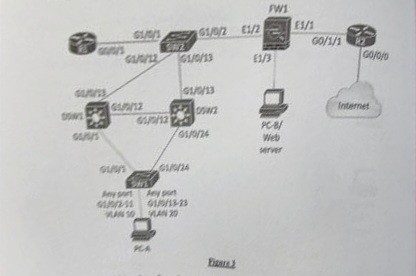 FW1
G1/0/1
G1/0/2
E1/2
E1/1
G0/0/1
SW2
G0/1/1
R2
G1/0/12
G1/0/13
E1/3
G0/0/0
G1/0/13
G1/0/13
Internet
DSW1
G1/0/12
G1/0/12
DSW2
PC-B/
Web
server
G1/0/1
G1/0/24
G1/0/1
G1/0/24
SW1
Any port
Any port
G1/0/2-11
G1/0/13-23
VLAN 10
VLAN 20
PC-A
Figure 1